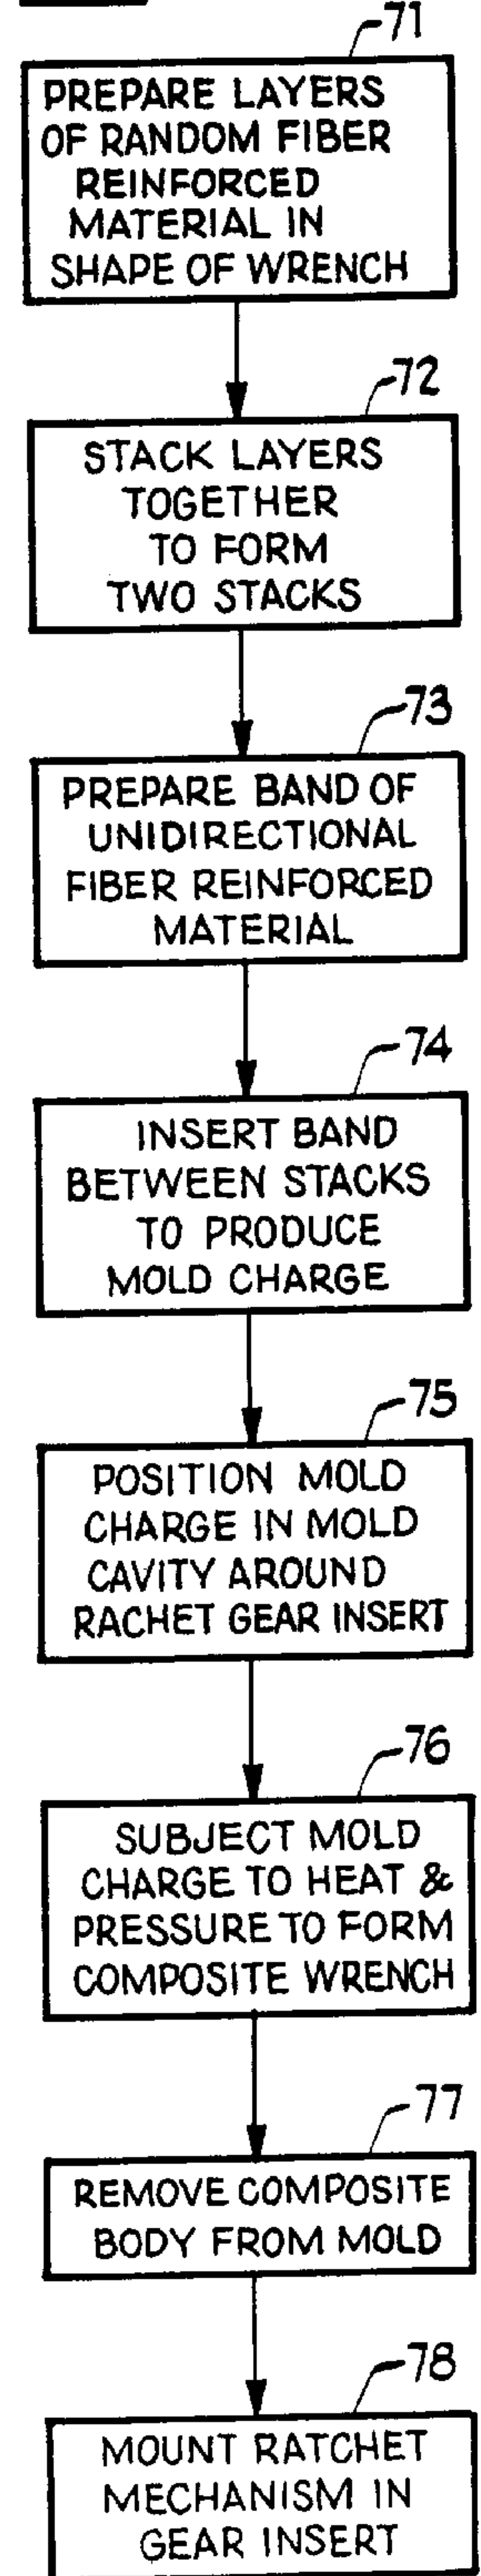 71
PREPARE LAYERS
OF RANDOM FIBER
REINFORCED
MATERIAL IN
SHAPE OF WRENCH
72
STACK LAYERS
TOGETHER
TO FORM
TWO STACKS
73
PREPARE BAND OF
UNIDIRECTIONAL
FIBER REINFORCED
MATERIAL
74
INSERT BAND
BETWEEN STACKS
TO PRODUCE
MOLD CHARGE
75
POSITION MOLD
CHARGE IN MOLD
CAVITY AROUND
RACHET GEAR INSERT
76
SUBJECT MOLD
CHARGE TO HEAT &
PRESSURE TO FORM
COMPOSITE WRENCH
77
REMOVE COMPOSITE
BODY FROM MOLD
78
MOUNT RATCHET
MECHANISM IN
GEAR INSERT